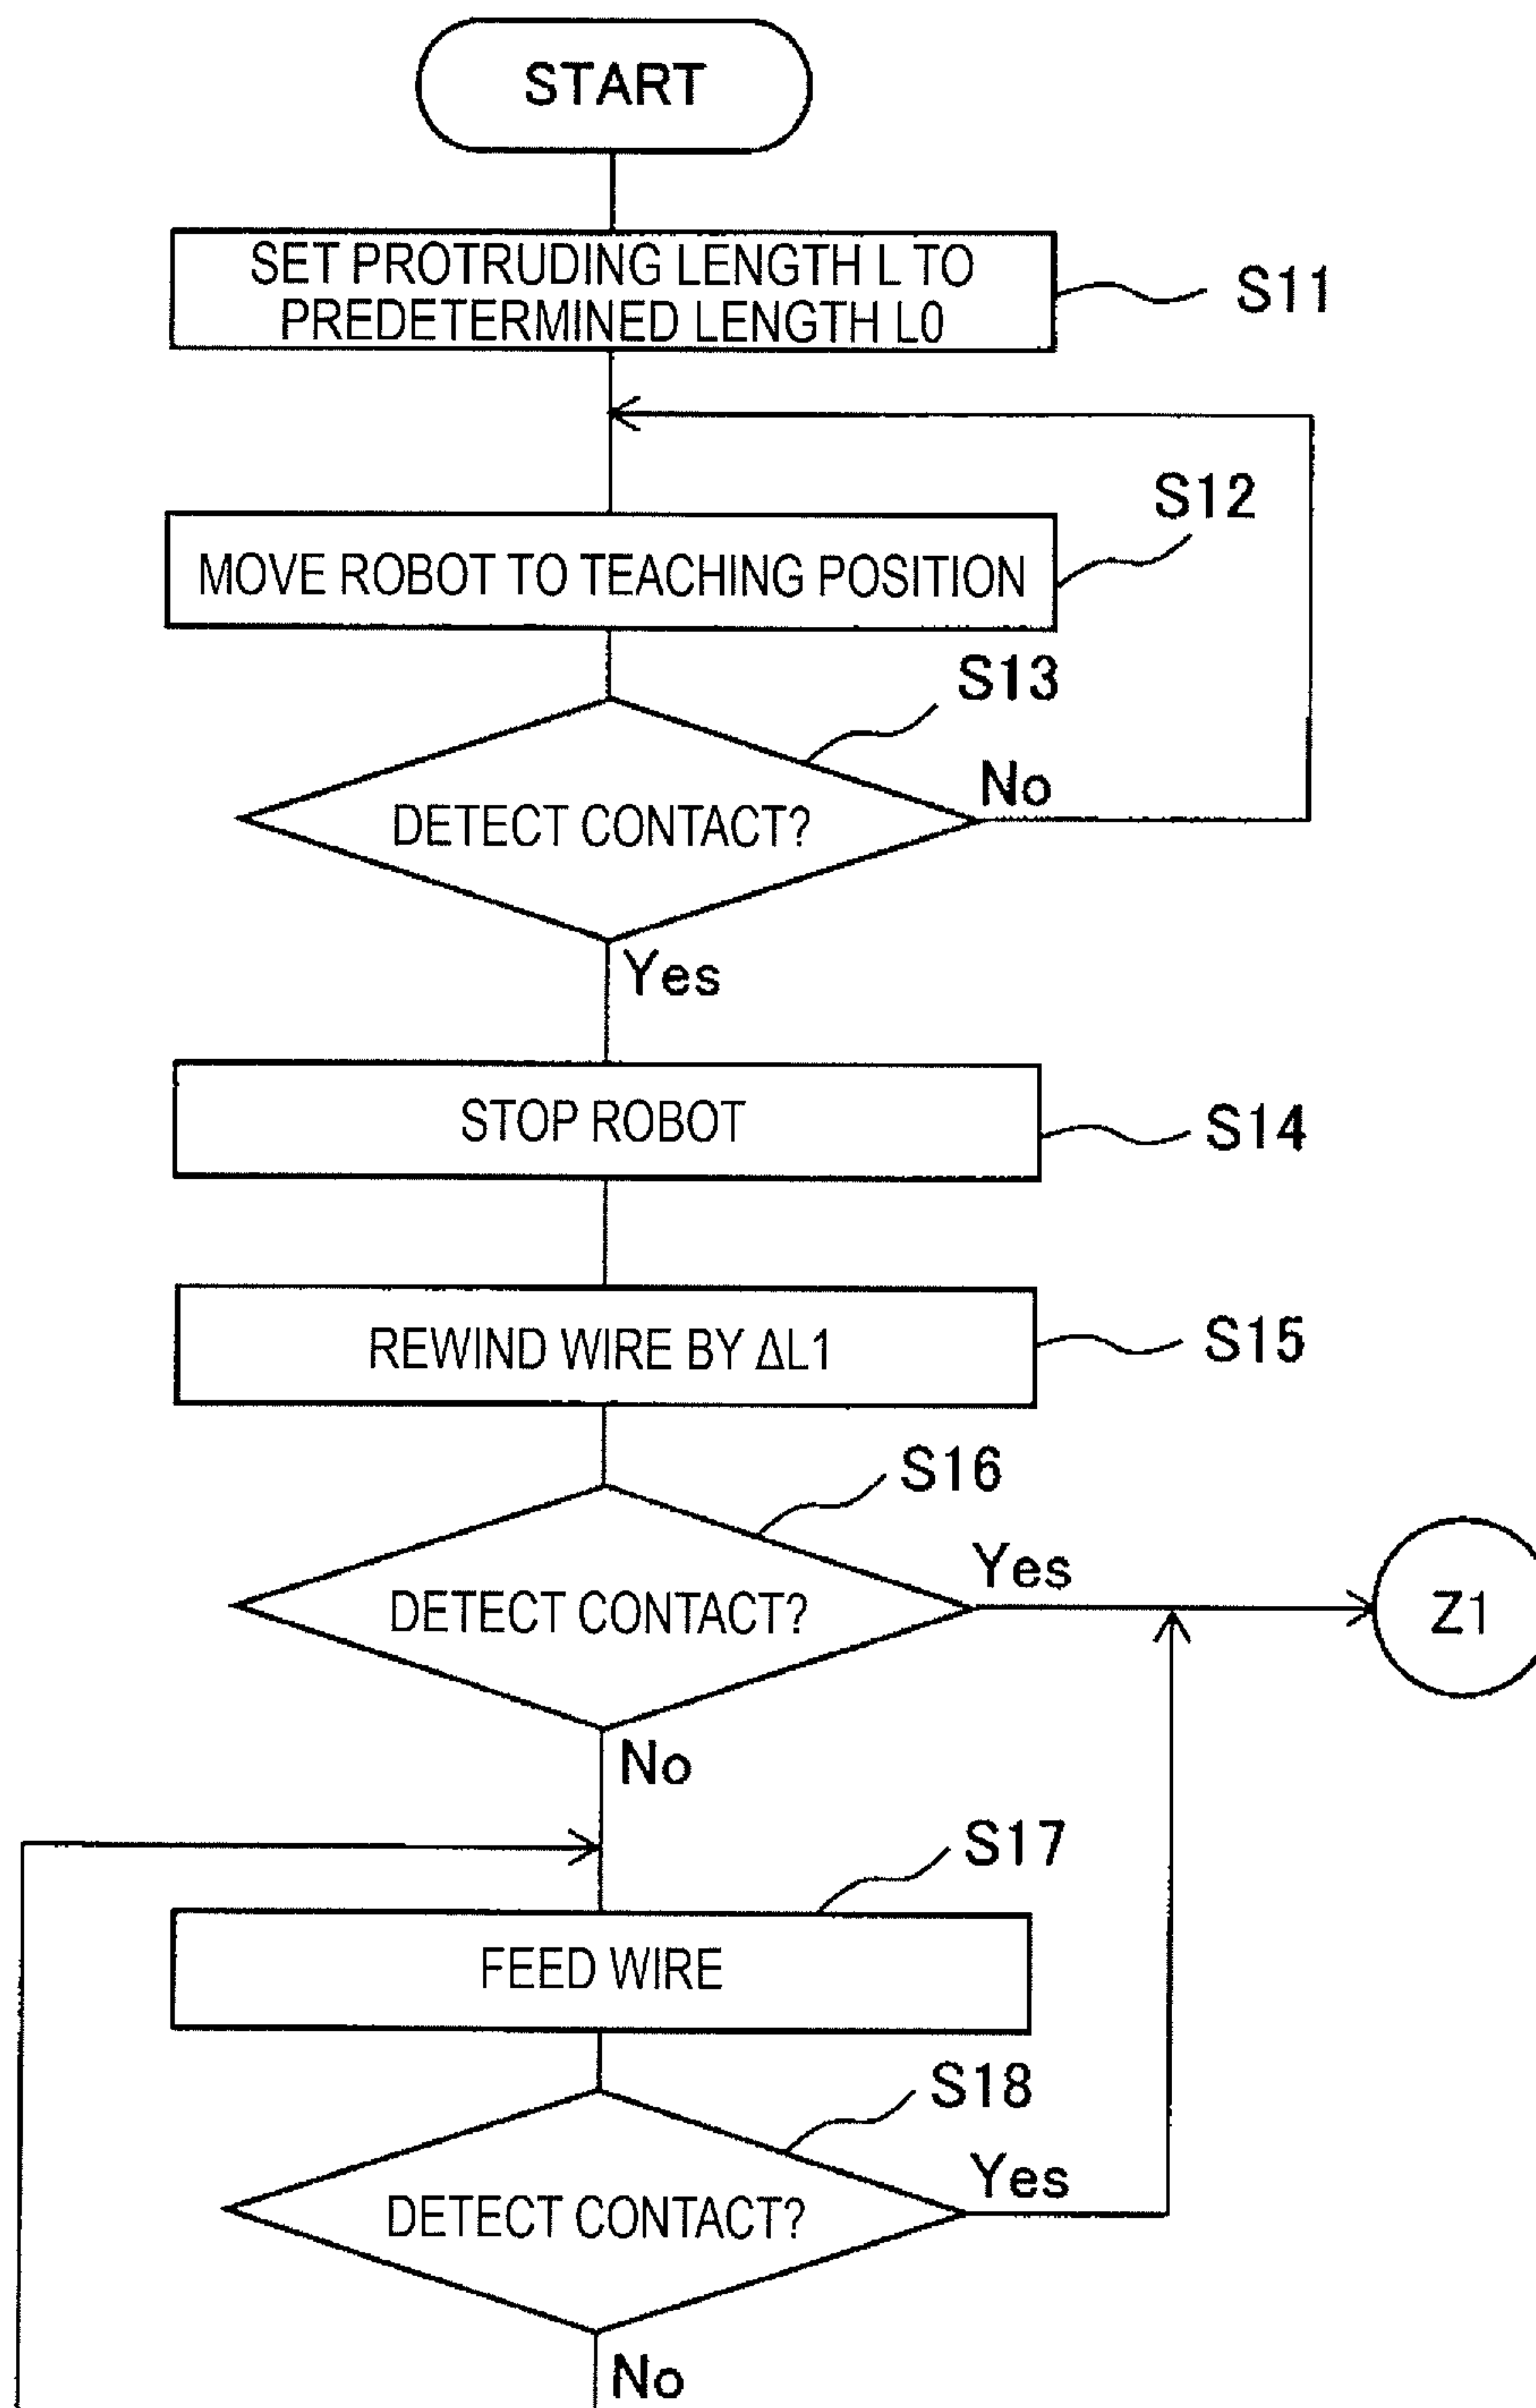 START
SET PROTRUDING LENGTH L TO
PREDETERMINED LENGTH L0
S11
S12
MOVE ROBOT TO TEACHING POSITION
S13
No
DETECT CONTACT?
Yes
STOP ROBOT
S14
REWIND WIRE BY ΔL1
S15
S16
Yes
DETECT CONTACT?
Z1
No
S17
FEED WIRE
S18
Yes
DETECT CONTACT?
No